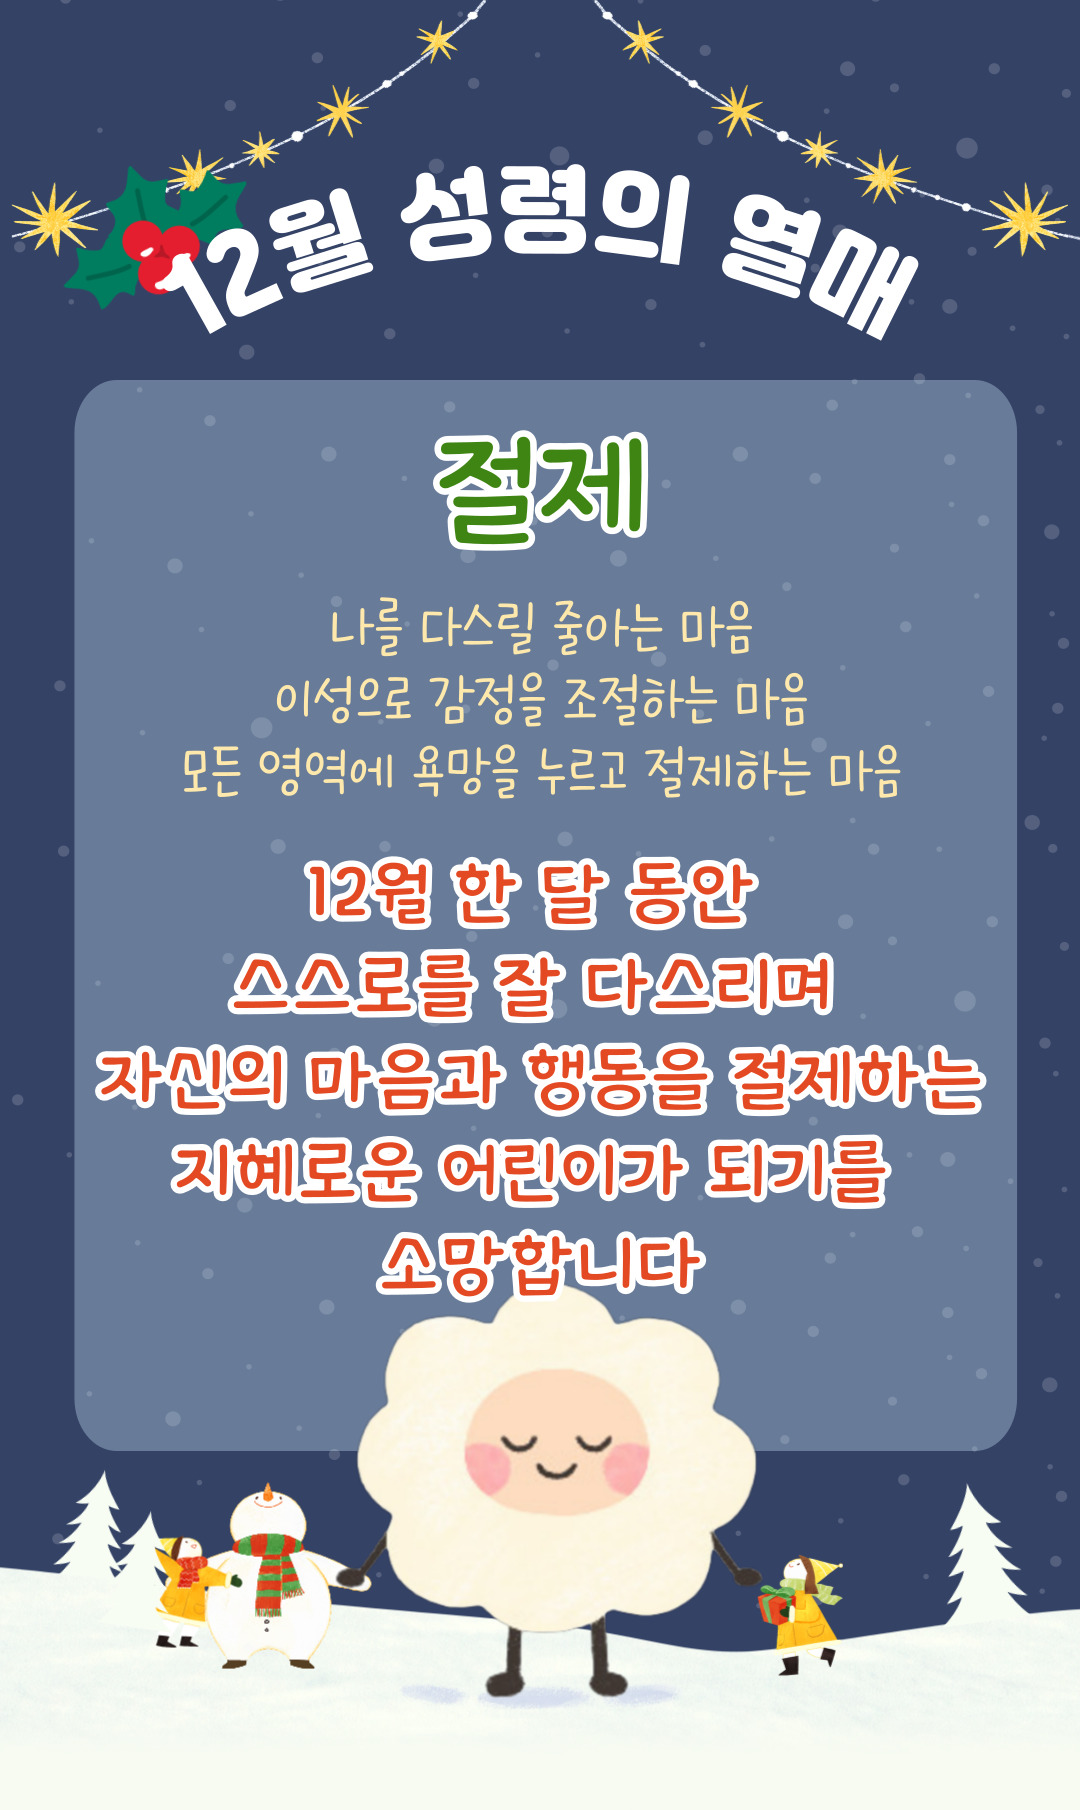 12월 성령의 열매
절제
나를 다스릴 줄아는 마음
이성으로 감정을 조절하는 마음
모든 영역에 욕망을 누르고 절제하는 마음
12월 한 달 동안
스스로를 잘 다스리며
자신의 마음과 행동을 절제하는
지혜로운 어린이가 되기를
소망합니다